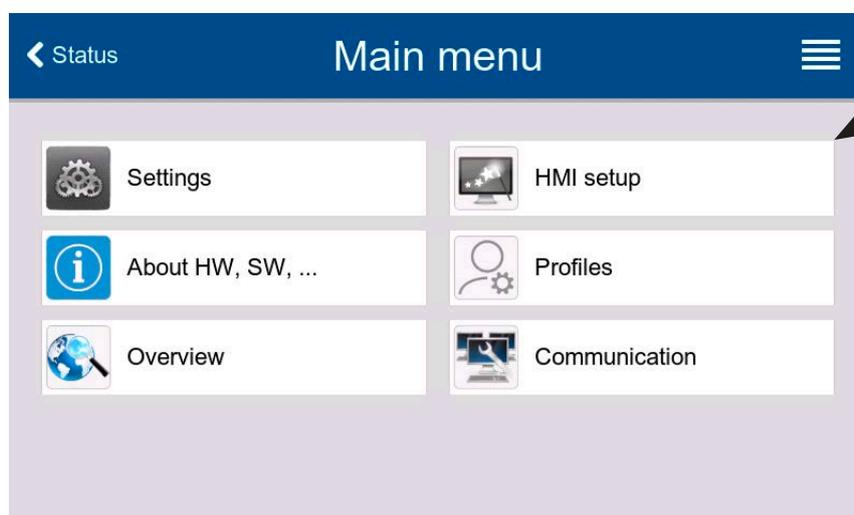 Status
Main menu
Settings
HMI setup
About HW, SW, ...
Profiles
Overview
Communication